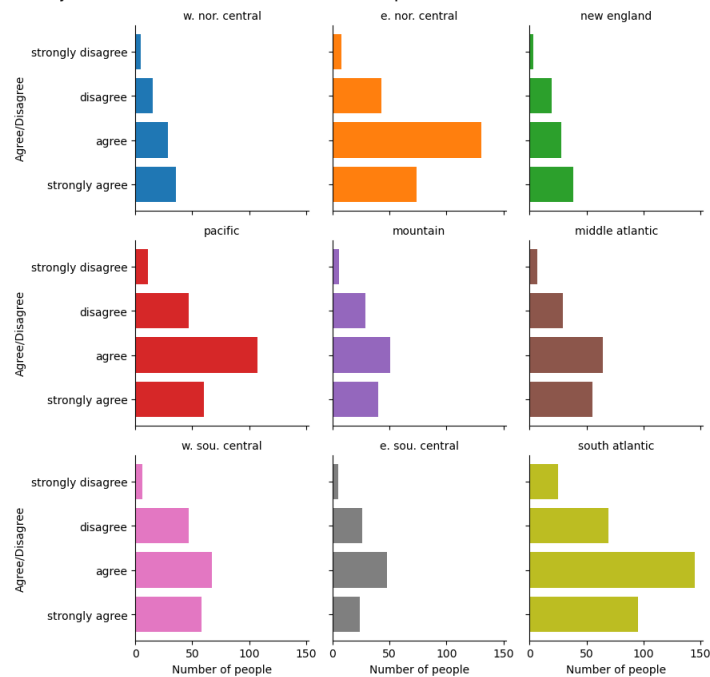 w. nor. central
e. nor. central
new england
Agree/Disagree
strongly disagree
disagree
agree
strongly agree
pacific
mountain
middle atlantic
Agree/Disagree
strongly disagree
disagree
agree
strongly agree
w. sou. central
e. sou. central
south atlantic
Agree/Disagree
strongly disagree
disagree
agree
strongly agree
0 50 100 150
0 50 100 150
0 50 100 150
Number of people
Number of people
Number of people